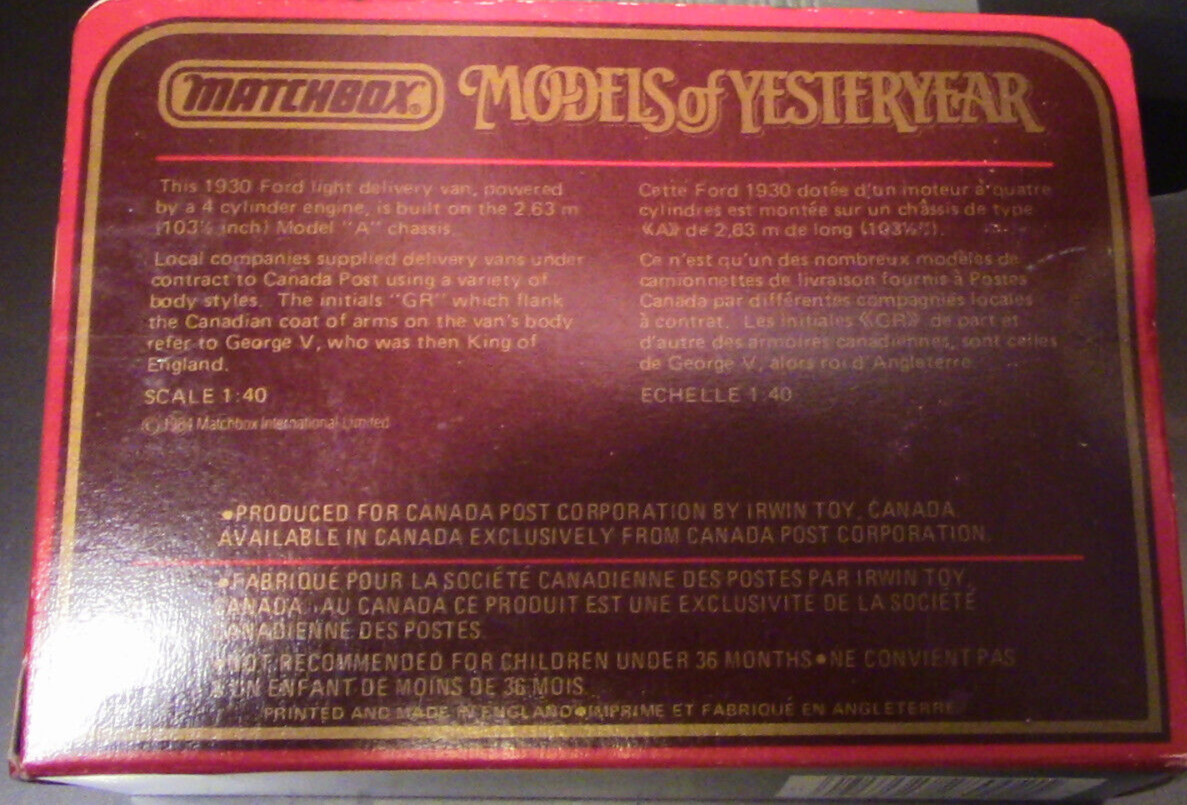 MATCHBOX® MODELS of YESTERYEAR
This 1930 Ford light delivery van, powered
by a 4 cylinder engine, is built on the 2.63 m
(103½ inch) Model "A" chassis.
Local companies supplied delivery vans under
contract to Canada Post using a variety of
body styles. The initials "GR" which flank
the Canadian coat of arms on the van's body
refer to George V, who was then King of
England.
SCALE 1:40
© 1984 Matchbox International Limited
Cette Ford 1930 dotée d'un moteur à quatre
cylindres est montée sur un châssis de type
«A» de 2,63 m de long (103½").
Ce n'est qu'un des nombreux modèles de
camionnettes de livraison fournis à Postes
Canada par différentes compagnies locales
à contrat. Les initiales «GR» de part et
d'autre des armoiries canadiennes, sont celles
de George V, alors roi d'Angleterre
ECHELLE 1:40
•PRODUCED FOR CANADA POST CORPORATION BY IRWIN TOY, CANADA.
AVAILABLE IN CANADA EXCLUSIVELY FROM CANADA POST CORPORATION.
•FABRIQUÉ POUR LA SOCIÉTÉ CANADIENNE DES POSTES PAR IRWIN TOY,
CANADA. AU CANADA CE PRODUIT EST UNE EXCLUSIVITÉ DE LA SOCIÉTÉ
CANADIENNE DES POSTES.
•NOT RECOMMENDED FOR CHILDREN UNDER 36 MONTHS•NE CONVIENT PAS
À UN ENFANT DE MOINS DE 36 MOIS.
PRINTED AND MADE IN ENGLAND•IMPRIME ET FABRIQUÉ EN ANGLETERRE